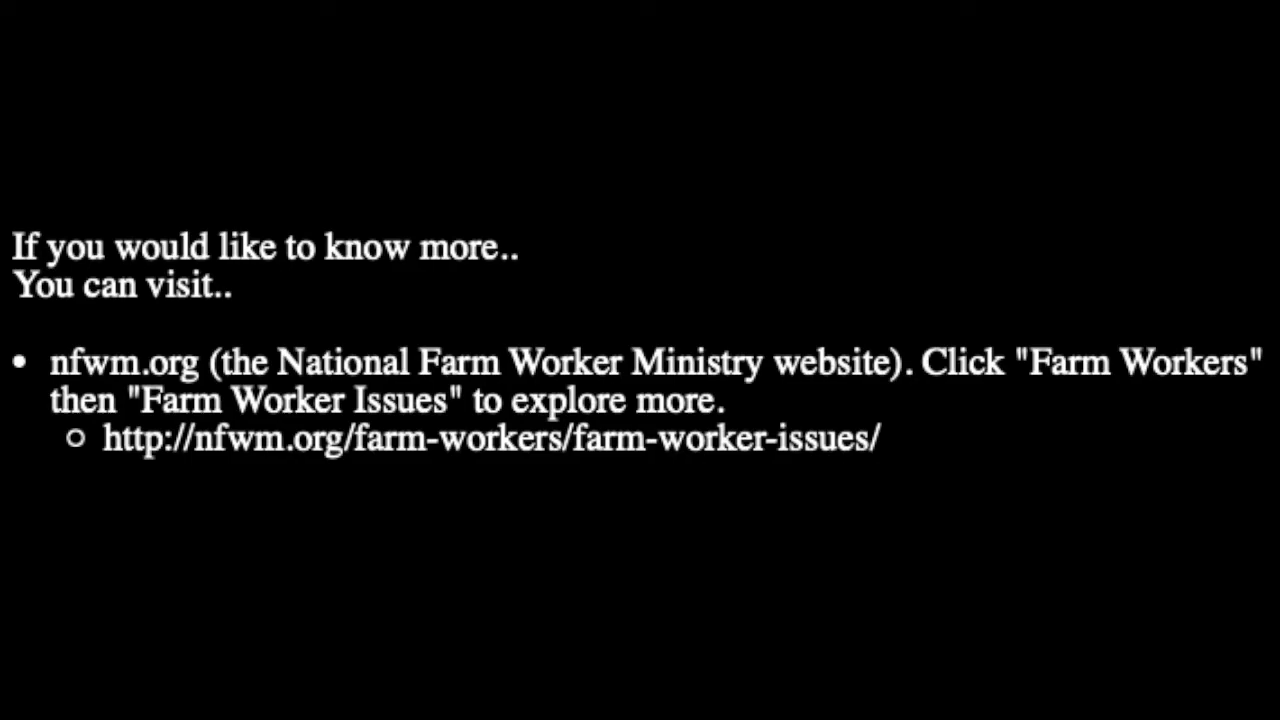 If you would like to know more..
You can visit..
• nfwm.org (the National Farm Worker Ministry website). Click "Farm Workers"
then "Farm Worker Issues" to explore more.
○ http://nfwm.org/farm-workers/farm-worker-issues/